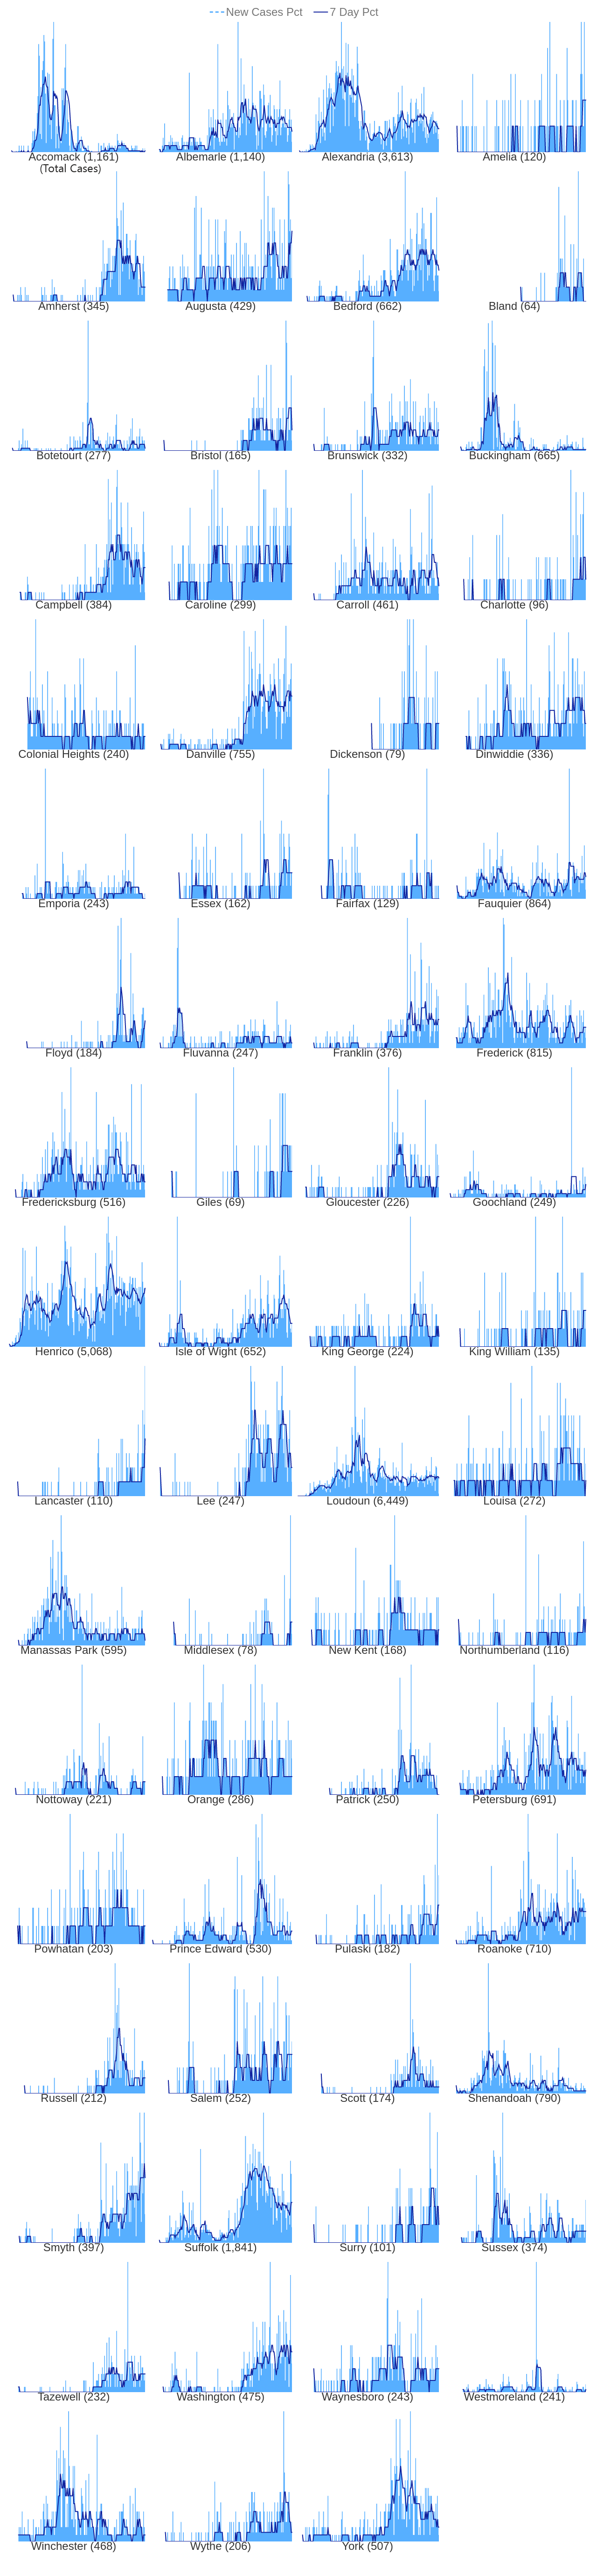 New Cases Pct 7 Day Pct
Accomack (1,161) Albemarle (1,140) Alexandria (3,613) Amelia (120)
(Total Cases)
Amherst (345) Augusta (429) Bedford (662) Bland (64)
Botetourt (277) Bristol (165) Brunswick (332) Buckingham (665)
Campbell (384) Caroline (299) Carroll (461) Charlotte (96)
Colonial Heights (240) Danville (755) Dickenson (79) Dinwiddie (336)
Emporia (243) Essex (162) Fairfax (129) Fauquier (864)
Floyd (184) Fluvanna (247) Franklin (376) Frederick (815)
Fredericksburg (516) Giles (69) Gloucester (226) Goochland (249)
Henrico (5,068) Isle of Wight (652) King George (224) King William (135)
Lancaster (110) Lee (247) Loudoun (6,449) Louisa (272)
Manassas Park (595) Middlesex (78) New Kent (168) Northumberland (116)
Nottoway (221) Orange (286) Patrick (250) Petersburg (691)
Powhatan (203) Prince Edward (530) Pulaski (182) Roanoke (710)
Russell (212) Salem (252) Scott (174) Shenandoah (790)
Smyth (397) Suffolk (1,841) Surry (101) Sussex (374)
Tazewell (232) Washington (475) Waynesboro (243) Westmoreland (241)
Winchester (468) Wythe (206) York (507)